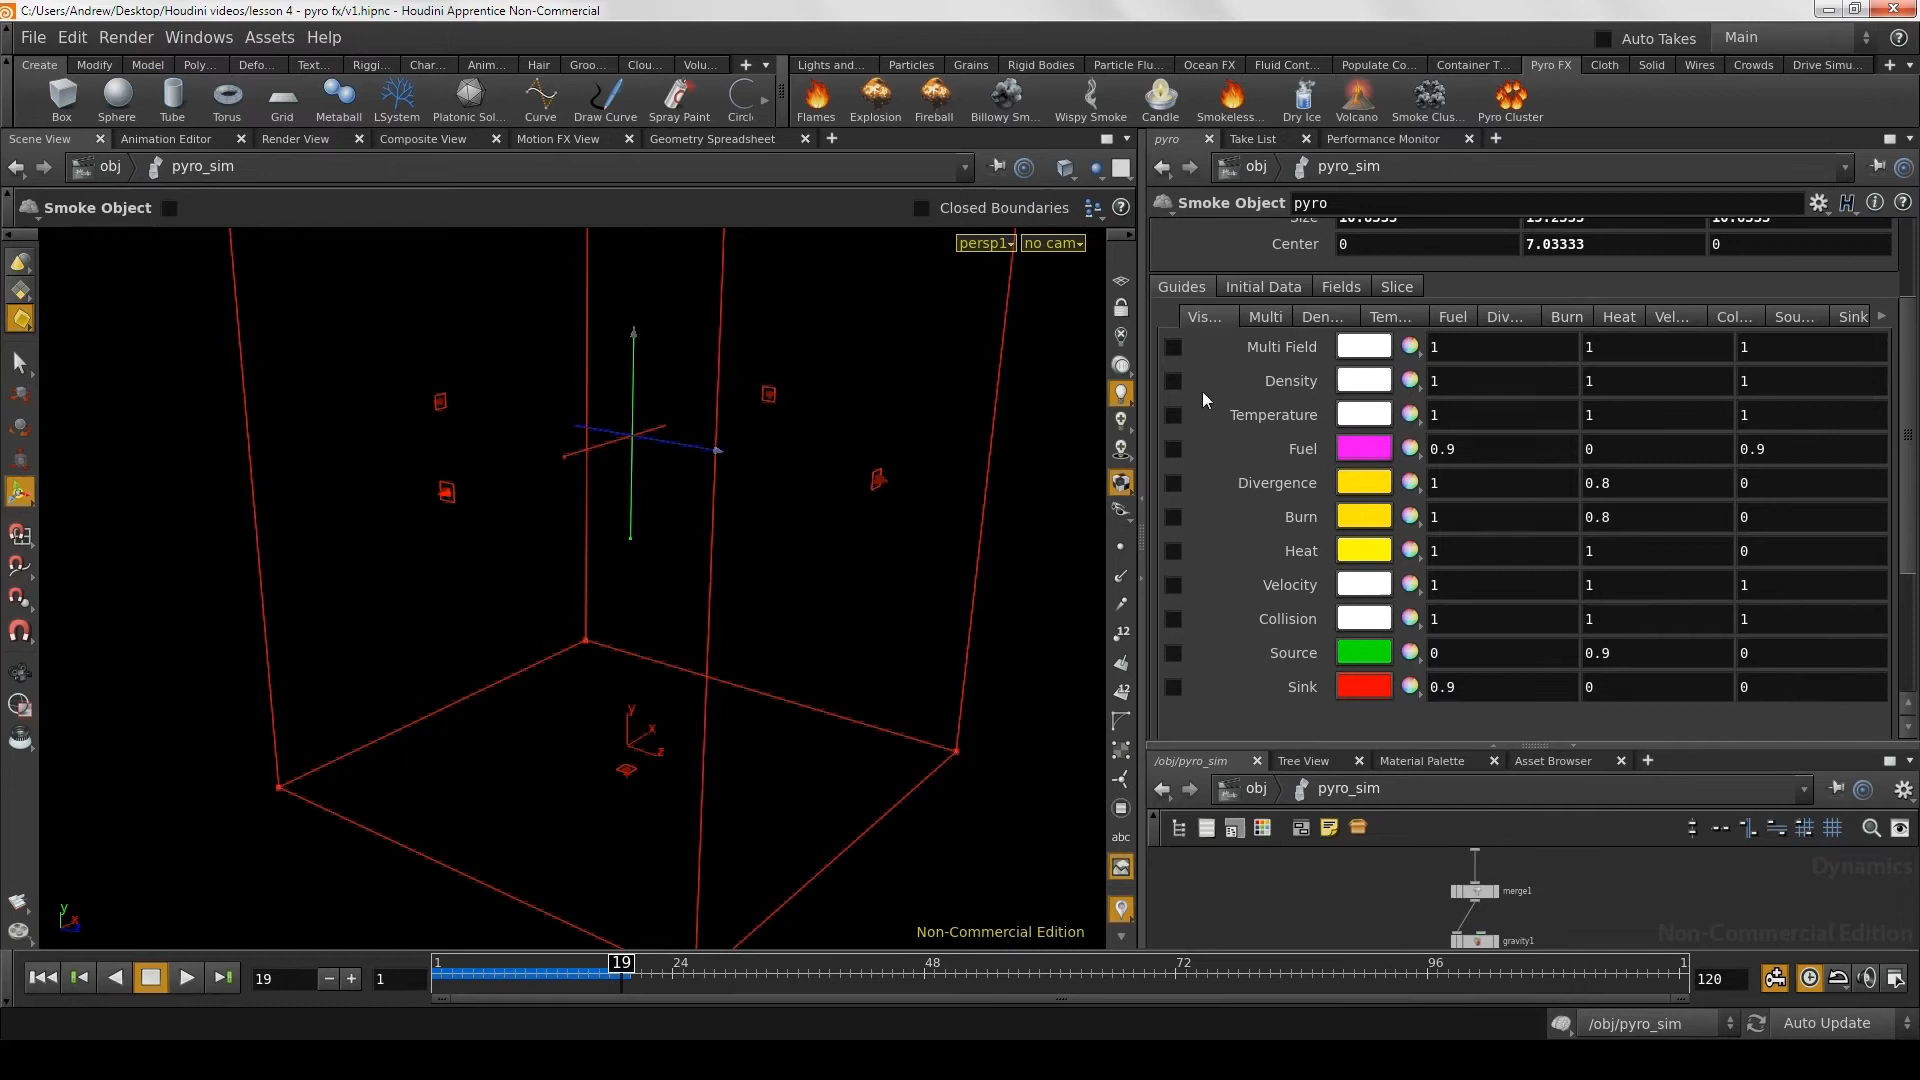 C:/Users/Andrew/Desktop/Houdini videos/lesson 4 - pyro fx/v1.hipnc - Houdini Apprentice Non-Commercial
File Edit Render Windows Assets Help
Auto Takes Main
Create Modify Model Poly... Defo... Text... Riggi... Char... Anim... Hair Groo... Clou... Volu...
Lights and... Particles Grains Rigid Bodies Particle Flu... Ocean FX Fluid Cont... Populate Co... Container T... Pyro FX Cloth Solid Wires Crowds Drive Simu...
Box Sphere Tube Torus Grid Metaball LSystem Platonic Sol... Curve Draw Curve Spray Paint Circl
Flames Explosion Fireball Billowy Sm... Wispy Smoke Candle Smokeless... Dry Ice Volcano Smoke Clus... Pyro Cluster
Scene View Animation Editor Render View Composite View Motion FX View Geometry Spreadsheet
pyro Take List Performance Monitor
obj pyro_sim
obj pyro_sim
Smoke Object Closed Boundaries
Smoke Object pyro
persp1 no cam
Center 0 7.03333 0
Guides Initial Data Fields Slice
Vis... Multi Den... Tem... Fuel Div... Burn Heat Vel... Col... Sou... Sink
Multi Field 1 1 1
Density 1 1 1
Temperature 1 1 1
Fuel 0.9 0 0.9
Divergence 1 0.8 0
Burn 1 0.8 0
Heat 1 1 0
Velocity 1 1 1
Collision 1 1 1
Source 0 0.9 0
Sink 0.9 0 0
12
12
abc
y x z
y x z
Non-Commercial Edition
/obj/pyro_sim Tree View Material Palette Asset Browser
obj pyro_sim
Dynamics
merge1
Non-Commercial Edition
gravity1
19 1 1 19 24 48 72 96 1 120
/obj/pyro_sim Auto Update